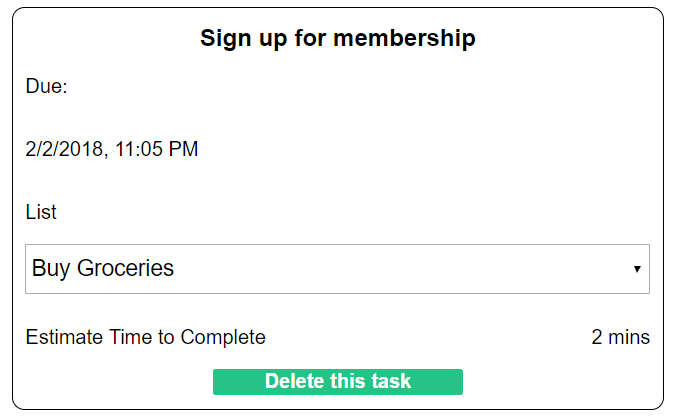 Sign up for membership
Due:
2/2/2018, 11:05 PM
List
Buy Groceries
Estimate Time to Complete 2 mins
Delete this task